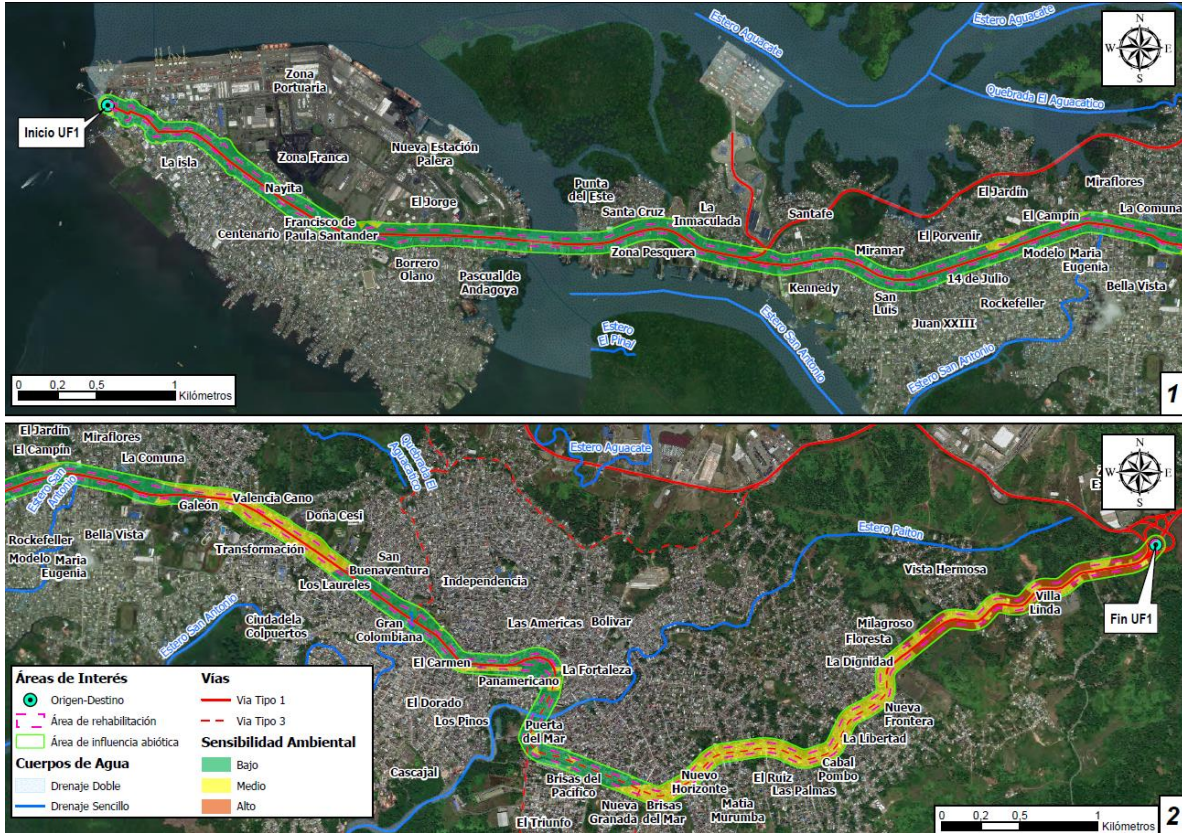 Estero Aguacate
Estero Aguacate
N
W E
S
Zona
Portuaria
Quebrada El Aguacatico
Inicio UF1
La isla
Zona Franca
Nueva Estación
Palera
Punta
del Este
El Jardín
Miraflores
Nayita
El Jorge
Santa Cruz
La
Inmaculada
Santafe
El Campín
La Comuna
Francisco de
Paula Santander
Centenario
El Porvenir
Zona Pesquera
Miramar
Modelo
Maria
Eugenia
Borrero
Olano
Pascual de
Andagoya
Kennedy
San
Luis
14 de Julio
Rockefeller
Bella Vista
Juan XXIII
Estero
El Pinal
Estero San Antonio
Estero San Antonio
0 0,2 0,5 1
Kilómetros
1
El Jardín
Miraflores
El Campín
La Comuna
Estero San
Antonio
Quebrada El
Aguacatico
Estero Aguacate
N
W E
S
Galeón
Valencia Cano
Doña Cesi
Rockefeller
Bella Vista
Modelo
Maria
Eugenia
Transformación
San
Buenaventura
Los Laureles
Independencia
Estero Pailon
Vista Hermosa
Villa
Linda
Fin UF1
Estero San Antonio
Ciudadela
Colpuertos
Gran
Colombiana
Las Americas
Bolivar
Milagroso
Floresta
El Carmen
La Fortaleza
La Dignidad
Panamericano
El Dorado
Los Pinos
Puerta
del Mar
Nueva
Frontera
La Libertad
Cascajal
Brisas del
Pacífico
Nuevo
Horizonte
El Ruiz
Las Palmas
Cabal
Pombo
Nueva
Granada
Brisas
del Mar
Matia
Murumba
El Triunfo
Áreas de Interés
Origen-Destino
Área de rehabilitación
Área de influencia abiótica
Cuerpos de Agua
Drenaje Doble
Drenaje Sencillo
Vías
Via Tipo 1
Via Tipo 3
Sensibilidad Ambiental
Bajo
Medio
Alto
0 0,2 0,5 1
Kilómetros
2